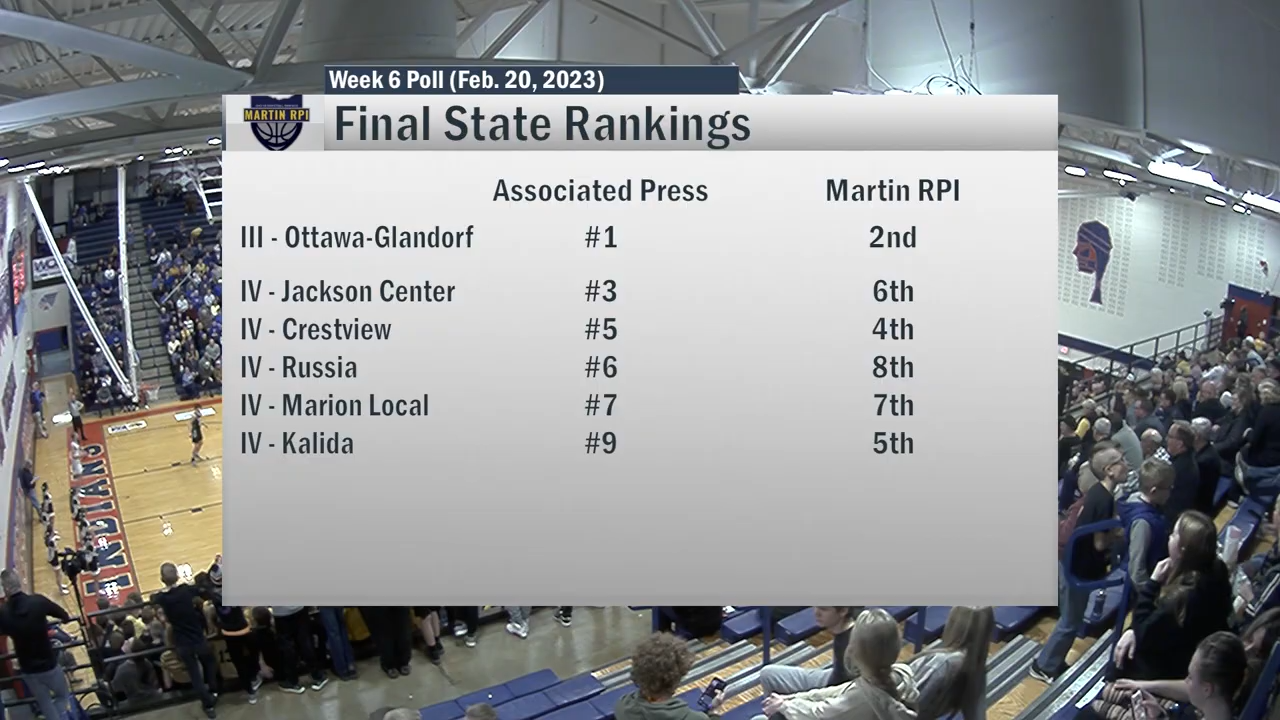 Week 6 Poll (Feb. 20, 2023)
MARTIN RPI
Final State Rankings
Associated Press Martin RPI
III - Ottawa-Glandorf #1 2nd
IV - Jackson Center #3 6th
IV - Crestview #5 4th
IV - Russia #6 8th
IV - Marion Local #7 7th
IV - Kalida #9 5th
INDIANS